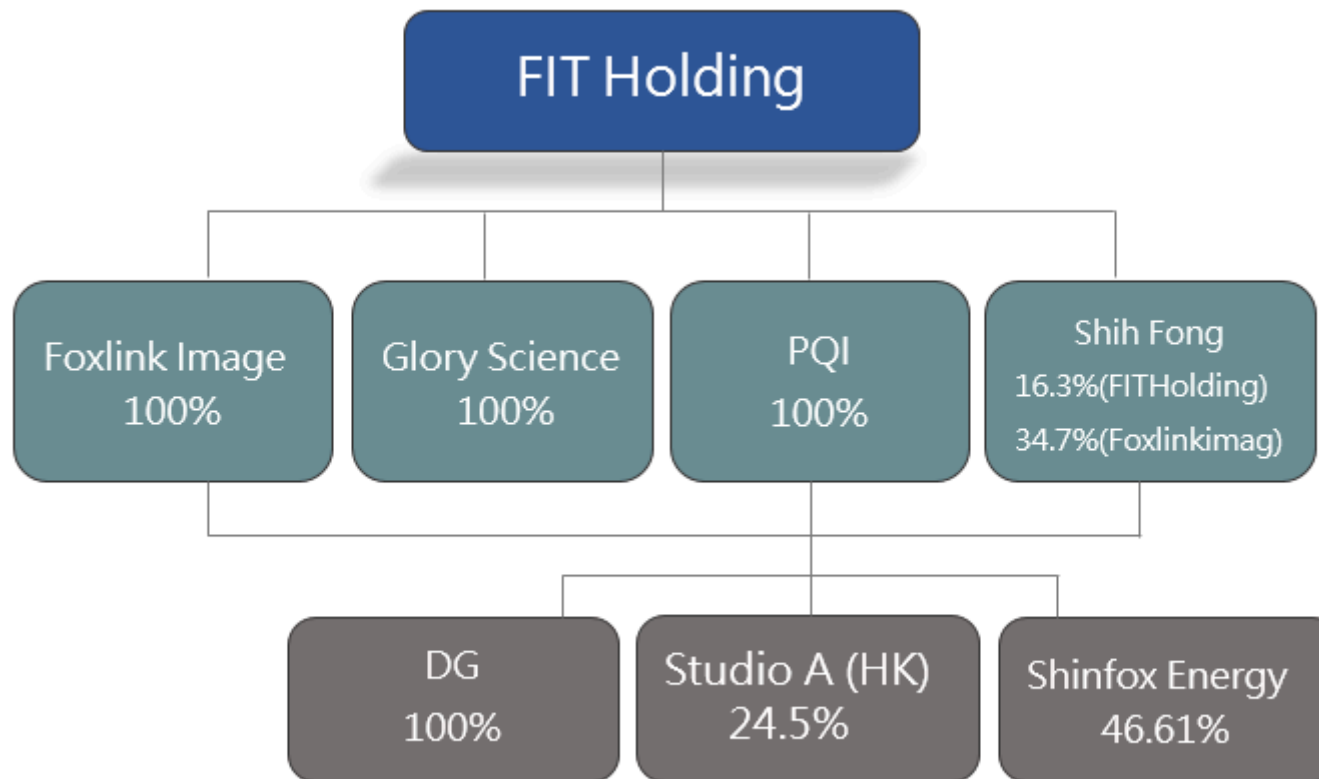 FIT Holding
Foxlink Image
100%
Glory Science
100%
PQI
100%
Shih Fong
16.3%(FITHolding)
34.7%(Foxlinkimag)
DG
100%
Studio A (HK)
24.5%
Shinfox Energy
46.61%